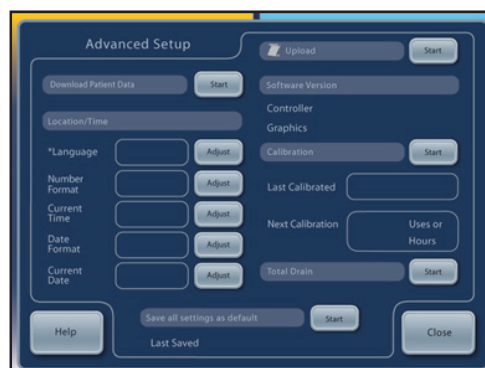 Advanced Setup
Download Patient Data
Start
Location/Time
*Language
Adjust
Number
Format
Adjust
Current
Time
Adjust
Date
Format
Adjust
Current
Date
Adjust
Upload
Start
Software Version
Controller
Graphics
Calibration
Start
Last Calibrated
Next Calibration
Uses or
Hours
Total Drain
Start
Help
Save all settings as default
Start
Last Saved
Close